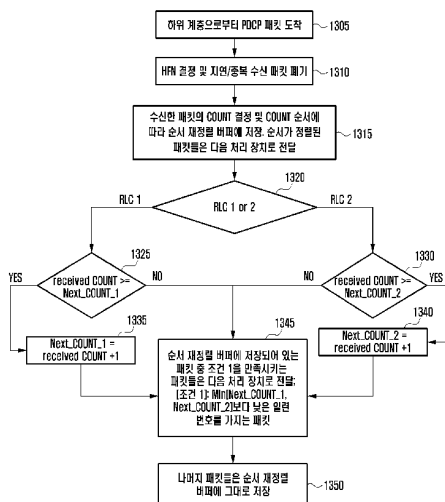 하위 계층으로부터 PDCP 패킷 도착
1305
HFN 결정 및 지연/중복 수신 패킷 폐기
1310
수신한 패킷의 COUNT 결정 및 COUNT 순서에
따라 순서 재정렬 버퍼에 저장. 순서가 정렬된
패킷들은 다음 처리 장치로 전달
1315
1320
RLC 1
RLC 1 or 2
RLC 2
1325
1330
received COUNT >=
Next_COUNT_1
YES
NO
received COUNT >=
Next_COUNT_2
NO
YES
1335
Next_COUNT_1 =
received COUNT +1
1340
Next_COUNT_2 =
received COUNT +1
1345
순서 재정렬 버퍼에 저장되어 있는
패킷 중 조건 1을 만족시키는
패킷들은 다음 처리 장치로 전달;
[조건 1]: Min[Next_COUNT_1,
Next_COUNT_2]보다 낮은 일련
번호를 가지는 패킷
나머지 패킷들은 순서 재정렬
버퍼에 그대로 저장
1350